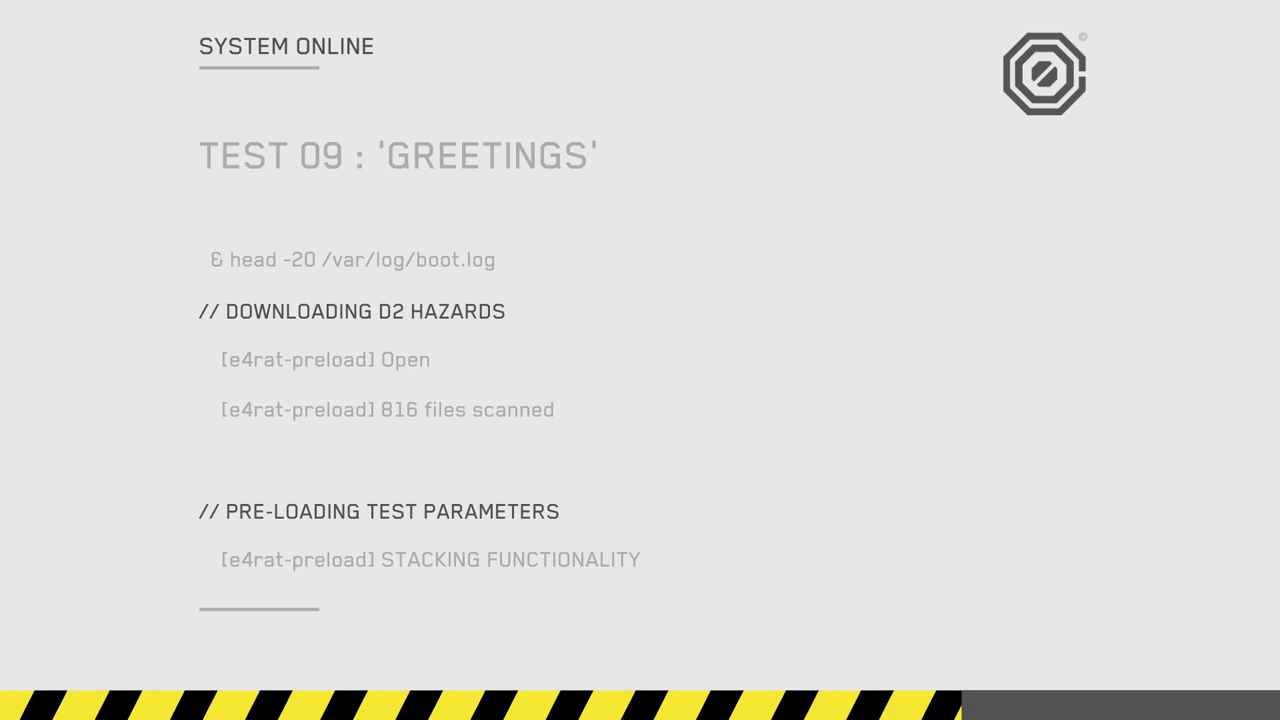 SYSTEM ONLINE
©
TEST 09 : 'GREETINGS'
& head -20 /var/log/boot.log
// DOWNLOADING D2 HAZARDS
[e4rat-preload] Open
[e4rat-preload] 816 files scanned
// PRE-LOADING TEST PARAMETERS
[e4rat-preload] STACKING FUNCTIONALITY